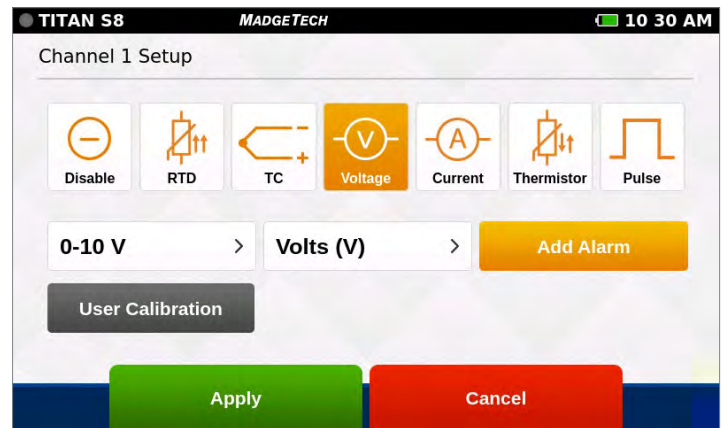 TITAN S8 MADGETECH 10 30 AM
Channel 1 Setup
V A
Disable RTD TC Voltage Current Thermistor Pulse
0-10 V > Volts (V) > Add Alarm
User Calibration
Apply Cancel